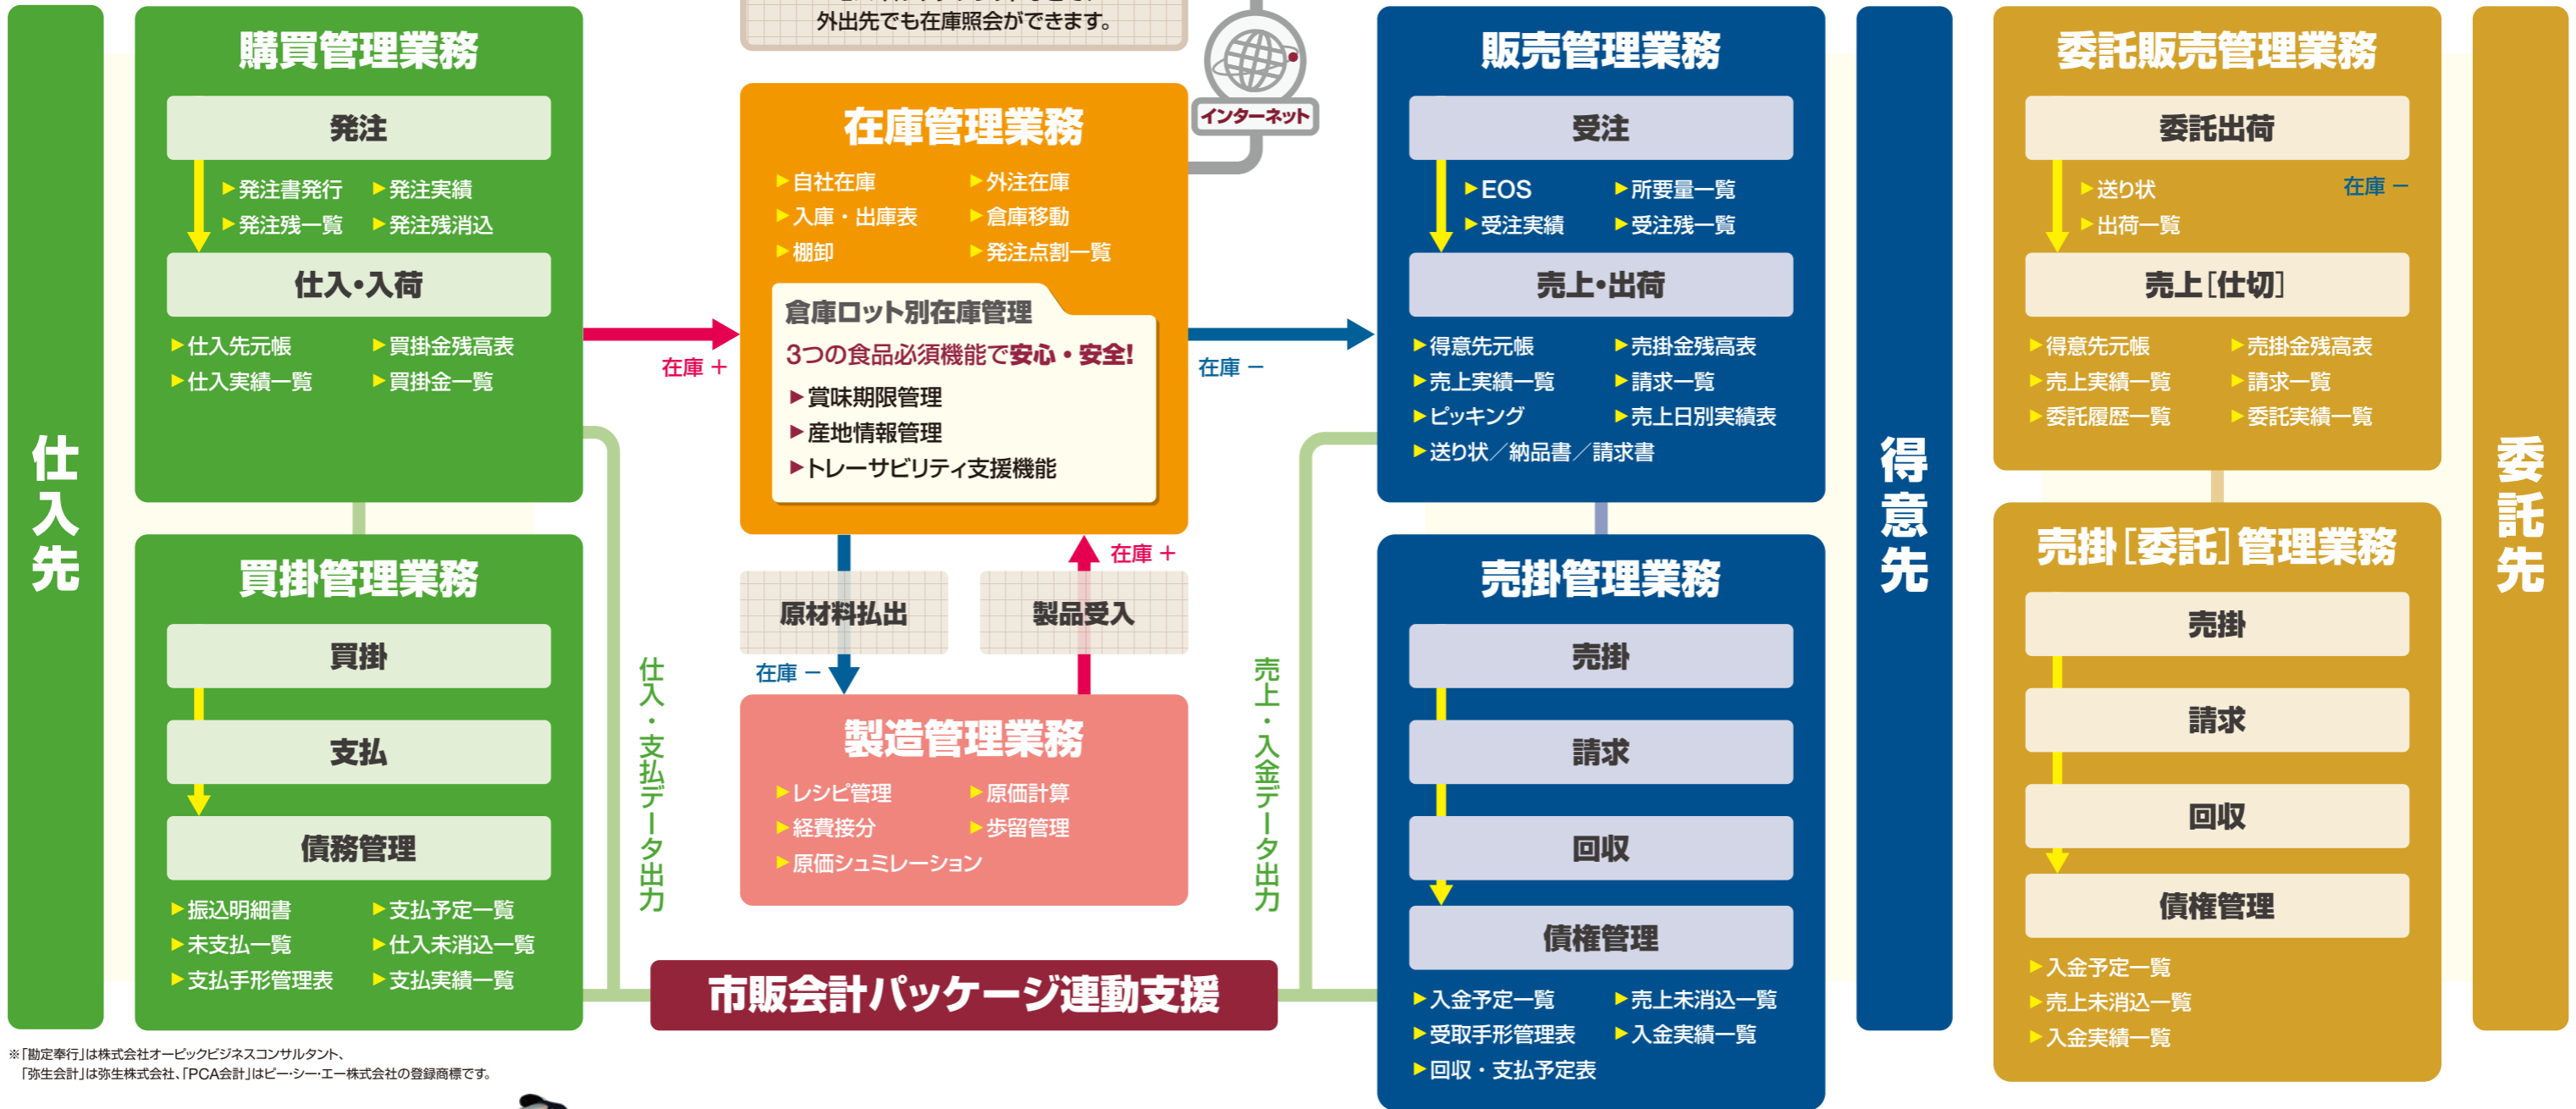 仕入先
購買管理業務
発注
発注書発行
発注実績
発注残一覧
発注残消込
仕入・入荷
仕入先元帳
買掛金残高表
仕入実績一覧
買掛金一覧
買掛管理業務
買掛
支払
債務管理
振込明細書
支払予定一覧
未支払一覧
仕入未消込一覧
支払手形管理表
支払実績一覧
在庫 +
仕入・支払データ出力
外出先でも在庫照会ができます。
インターネット
在庫管理業務
自社在庫
外注在庫
入庫・出庫表
倉庫移動
棚卸
発注点割一覧
倉庫ロット別在庫管理
3つの食品必須機能で安心・安全!
賞味期限管理
産地情報管理
トレーサビリティ支援機能
在庫 +
原材料払出
製品受入
在庫 −
製造管理業務
レシピ管理
原価計算
経費接分
歩留管理
原価シュミレーション
市販会計パッケージ連動支援
在庫 −
売上・入金データ出力
販売管理業務
受注
EOS
所要量一覧
受注実績
受注残一覧
売上・出荷
得意先元帳
売掛金残高表
売上実績一覧
請求一覧
ピッキング
売上日別実績表
送り状／納品書／請求書
売掛管理業務
売掛
請求
回収
債権管理
入金予定一覧
売上未消込一覧
受取手形管理表
入金実績一覧
回収・支払予定表
得意先
委託販売管理業務
委託出荷
送り状
在庫 −
出荷一覧
売上[仕切]
得意先元帳
売掛金残高表
売上実績一覧
請求一覧
委託履歴一覧
委託実績一覧
売掛[委託]管理業務
売掛
請求
回収
債権管理
入金予定一覧
売上未消込一覧
入金実績一覧
委託先
※「勘定奉行」は株式会社オービックビジネスコンサルタント、
「弥生会計」は弥生株式会社、「PCA会計」はピー・シー・エー株式会社の登録商標です。